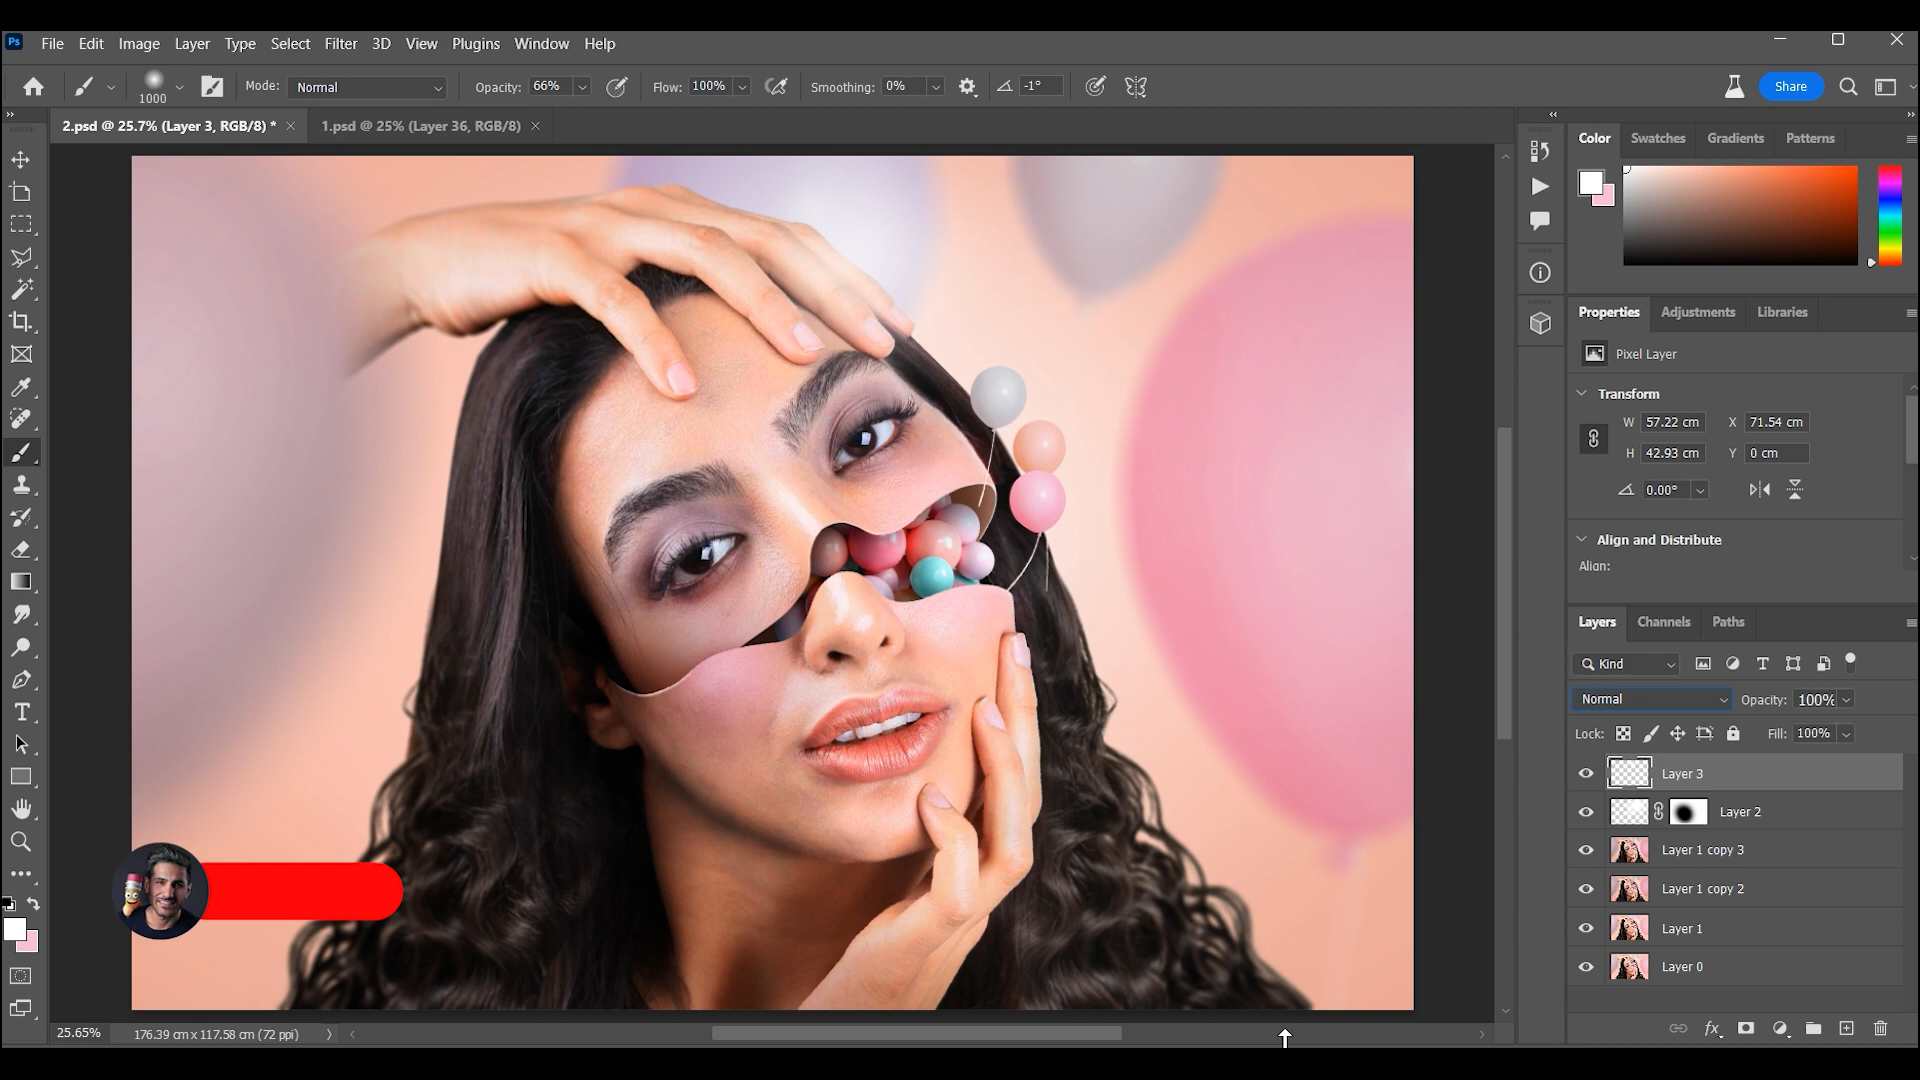 Ps File Edit Image Layer Type Select Filter 3D View Plugins Window Help
1000 Mode: Normal Opacity: 66% Flow: 100% Smoothing: 0% -1° Share
2.psd @ 25.7% (Layer 3, RGB/8) * 1.psd @ 25% (Layer 36, RGB/8)
Color Swatches Gradients Patterns
Properties Adjustments Libraries
Pixel Layer
Transform
W 57.22 cm X 71.54 cm
H 42.93 cm Y 0 cm
0.00°
Align and Distribute
Align:
Layers Channels Paths
Kind
Normal Opacity: 100%
Lock: Fill: 100%
Layer 3
Layer 2
Layer 1 copy 3
Layer 1 copy 2
Layer 1
Layer 0
fx
25.65% 176.39 cm x 117.58 cm (72 ppi)